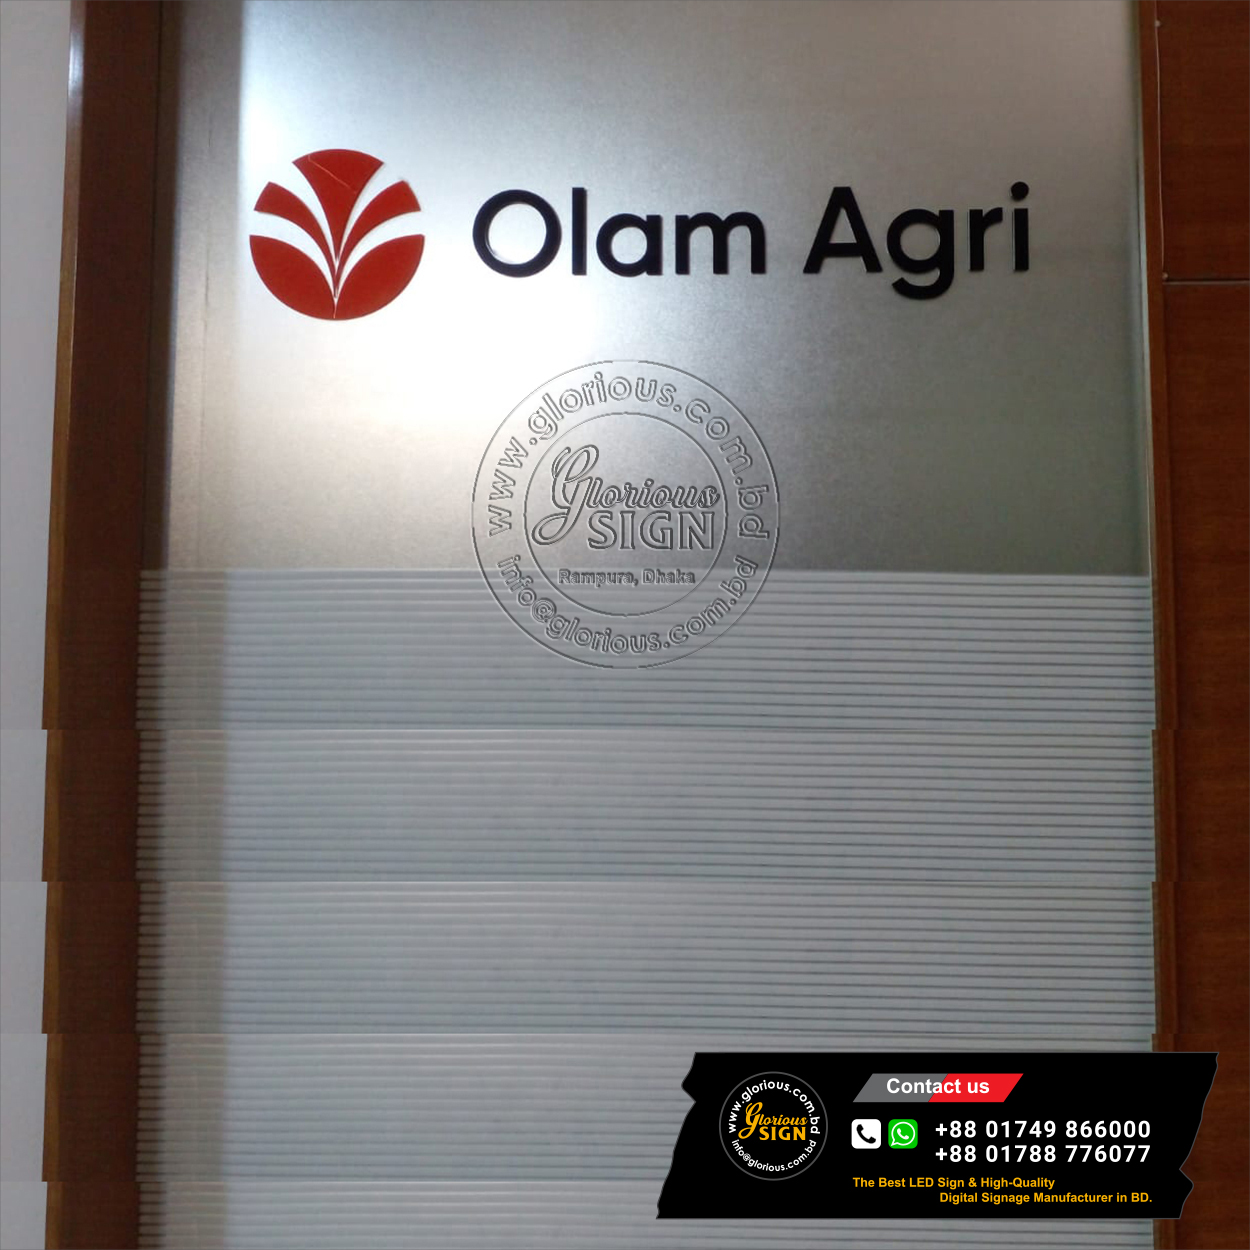 Olam Agri
www.glorious.com.bd
Glorious
SIGN
Rampura, Dhaka
info@glorious.com.bd
Contact us
www.glorious.com.bd
Glorious
SIGN
info@glorious.com.bd
+88 01749 866000
+88 01788 776077
The Best LED Sign & High-Quality
Digital Signage Manufacturer in BD.